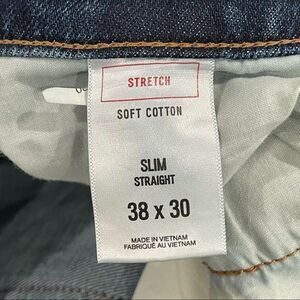 STRETCH
SOFT COTTON
SLIM
STRAIGHT
38 x 30
MADE IN VIETNAM
FABRIQUÉ AU VIETNAM